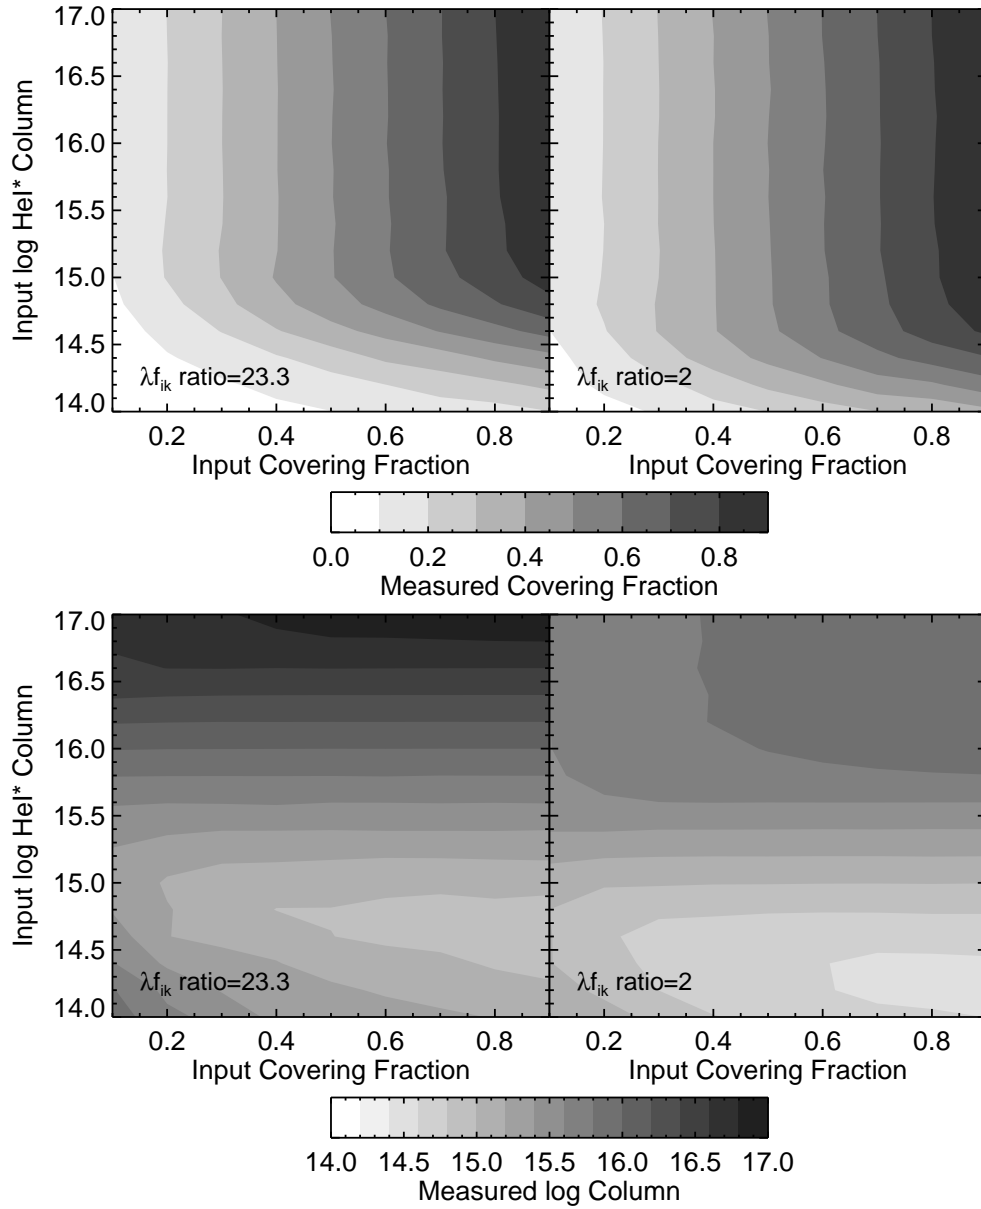 17.0
16.5
16.0
15.5
15.0
14.5
14.0
Input log HeI* Column
λf_ik ratio=23.3
λf_ik ratio=2
0.2 0.4 0.6 0.8
0.2 0.4 0.6 0.8
Input Covering Fraction
Input Covering Fraction
0.0 0.2 0.4 0.6 0.8
Measured Covering Fraction
17.0
16.5
16.0
15.5
15.0
14.5
14.0
Input log HeI* Column
λf_ik ratio=23.3
λf_ik ratio=2
0.2 0.4 0.6 0.8
0.2 0.4 0.6 0.8
Input Covering Fraction
Input Covering Fraction
14.0 14.5 15.0 15.5 16.0 16.5 17.0
Measured log Column